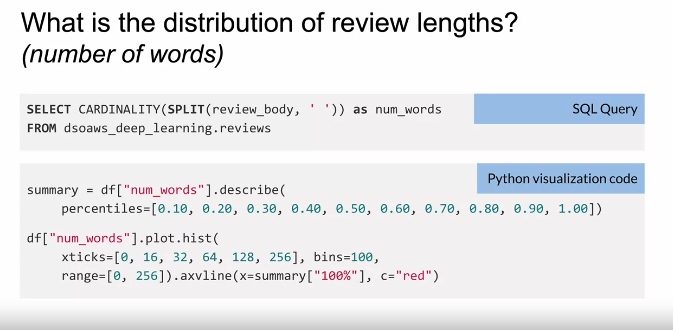 What is the distribution of review lengths?
(number of words)
SELECT CARDINALITY(SPLIT(review_body, ' ')) as num_words
SQL Query
FROM dsoaws_deep_learning.reviews
Python visualization code
summary = df["num_words"].describe(
percentiles=[0.10, 0.20, 0.30, 0.40, 0.50, 0.60, 0.70, 0.80, 0.90, 1.00])
df["num_words"].plot.hist(
xticks=[0, 16, 32, 64, 128, 256], bins=100,
range=[0, 256]).axvline(x=summary["100%"], c="red")